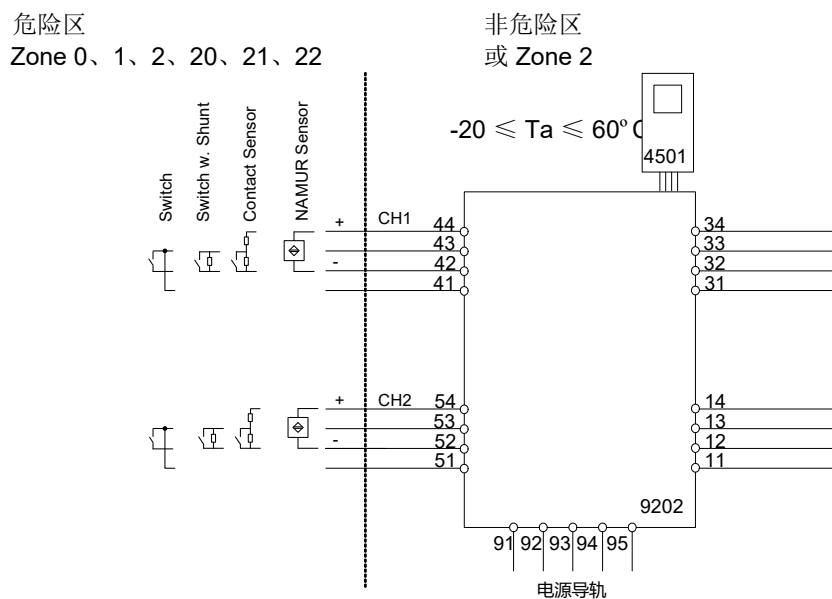 危险区
Zone 0、1、2、20、21、22
非危险区
或 Zone 2
-20 ≤ Ta ≤ 60º C
4501
Switch
Switch w. Shunt
Contact Sensor
NAMUR Sensor
+ CH1 44
43
- 42
41
34
33
32
31
+ CH2 54
53
- 52
51
14
13
12
11
9202
91 92 93 94 95
电源导轨